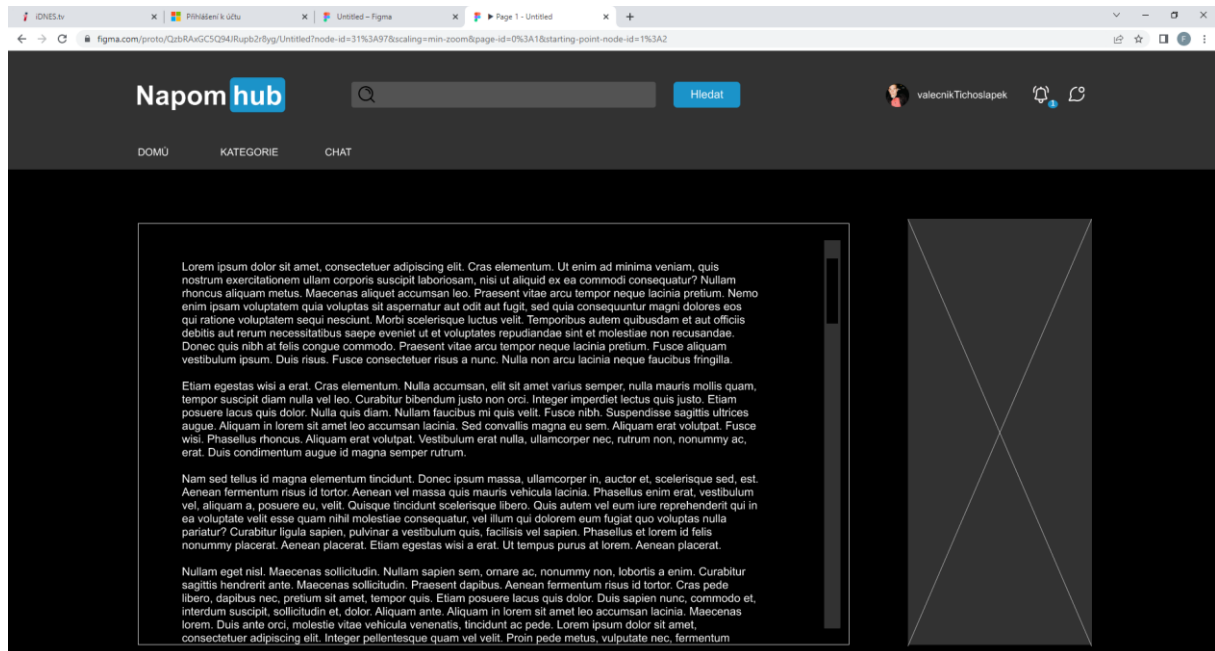 iDNES.tv
Přihlášení k účtu
Untitled – Figma
Page 1 - Untitled
figma.com/proto/QzbRAxGC5Q94JRupb2r8yg/Untitled?node-id=31%3A97&scaling=min-zoom&page-id=0%3A1&starting-point-node-id=1%3A2
F
Napom hub
Hledat
valecnikTichoslapek
1
DOMŮ KATEGORIE CHAT
Lorem ipsum dolor sit amet, consectetuer adipiscing elit. Cras elementum. Ut enim ad minima veniam, quis
nostrum exercitationem ullam corporis suscipit laboriosam, nisi ut aliquid ex ea commodi consequatur? Nullam
rhoncus aliquam metus. Maecenas aliquet accumsan leo. Praesent vitae arcu tempor neque lacinia pretium. Nemo
enim ipsam voluptatem quia voluptas sit aspernatur aut odit aut fugit, sed quia consequuntur magni dolores eos
qui ratione voluptatem sequi nesciunt. Morbi scelerisque luctus velit. Temporibus autem quibusdam et aut officiis
debitis aut rerum necessitatibus saepe eveniet ut et voluptates repudiandae sint et molestiae non recusandae.
Donec quis nibh at felis congue commodo. Praesent vitae arcu tempor neque lacinia pretium. Fusce aliquam
vestibulum ipsum. Duis risus. Fusce consectetuer risus a nunc. Nulla non arcu lacinia neque faucibus fringilla.
Etiam egestas wisi a erat. Cras elementum. Nulla accumsan, elit sit amet varius semper, nulla mauris mollis quam,
tempor suscipit diam nulla vel leo. Curabitur bibendum justo non orci. Integer imperdiet lectus quis justo. Etiam
posuere lacus quis dolor. Nulla quis diam. Nullam faucibus mi quis velit. Fusce nibh. Suspendisse sagittis ultrices
augue. Aliquam in lorem sit amet leo accumsan lacinia. Sed convallis magna eu sem. Aliquam erat volutpat. Fusce
wisi. Phasellus rhoncus. Aliquam erat volutpat. Vestibulum erat nulla, ullamcorper nec, rutrum non, nonummy ac,
erat. Duis condimentum augue id magna semper rutrum.
Nam sed tellus id magna elementum tincidunt. Donec ipsum massa, ullamcorper in, auctor et, scelerisque sed, est.
Aenean fermentum risus id tortor. Aenean vel massa quis mauris vehicula lacinia. Phasellus enim erat, vestibulum
vel, aliquam a, posuere eu, velit. Quisque tincidunt scelerisque libero. Quis autem vel eum iure reprehenderit qui in
ea voluptate velit esse quam nihil molestiae consequatur, vel illum qui dolorem eum fugiat quo voluptas nulla
pariatur? Curabitur ligula sapien, pulvinar a vestibulum quis, facilisis vel sapien. Phasellus et lorem id felis
nonummy placerat. Aenean placerat. Etiam egestas wisi a erat. Ut tempus purus at lorem. Aenean placerat.
Nullam eget nisl. Maecenas sollicitudin. Nullam sapien sem, ornare ac, nonummy non, lobortis a enim. Curabitur
sagittis hendrerit ante. Maecenas sollicitudin. Praesent dapibus. Aenean fermentum risus id tortor. Cras pede
libero, dapibus nec, pretium sit amet, tempor quis. Etiam posuere lacus quis dolor. Duis sapien nunc, commodo et,
interdum suscipit, sollicitudin et, dolor. Aliquam ante. Aliquam in lorem sit amet leo accumsan lacinia. Maecenas
lorem. Duis ante orci, molestie vitae vehicula venenatis, tincidunt ac pede. Lorem ipsum dolor sit amet,
consectetuer adipiscing elit. Integer pellentesque quam vel velit. Proin pede metus, vulputate nec, fermentum